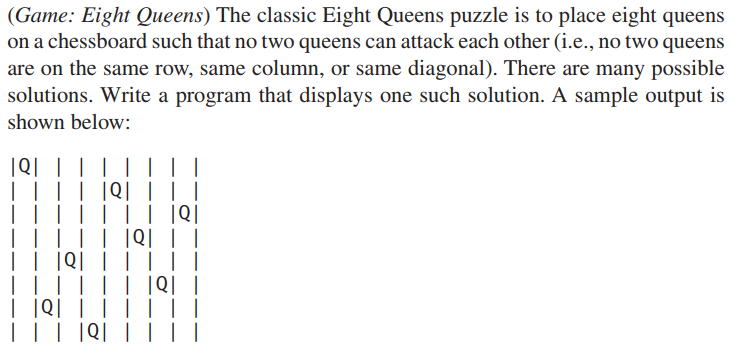 (Game: Eight Queens) The classic Eight Queens puzzle is to place eight queens
on a chessboard such that no two queens can attack each other (i.e., no two queens
are on the same row, same column, or same diagonal). There are many possible
solutions. Write a program that displays one such solution. A sample output is
shown below:
|Q| | | | | | | |
| | | | |Q| | | |
| | | | | | | |Q|
| | | | | |Q| | |
| | |Q| | | | | |
| | | | | | |Q| |
| |Q| | | | | | |
| | | |Q| | | | |